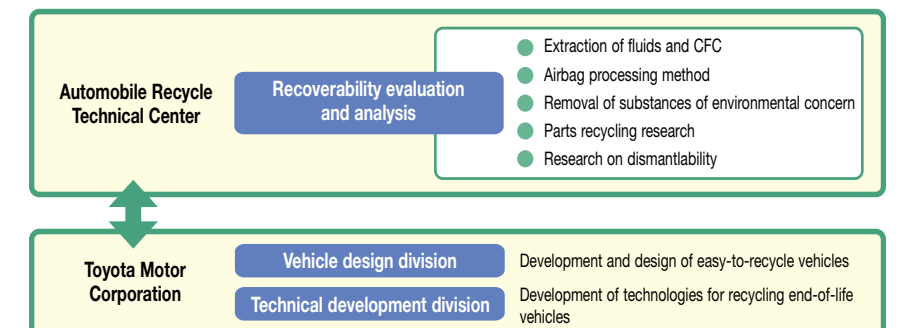 Automobile Recycle
Technical Center
Recoverability evaluation
and analysis
Extraction of fluids and CFC
Airbag processing method
Removal of substances of environmental concern
Parts recycling research
Research on dismantlability
Toyota Motor
Corporation
Vehicle design division
Development and design of easy-to-recycle vehicles
Technical development division
Development of technologies for recycling end-of-life
vehicles